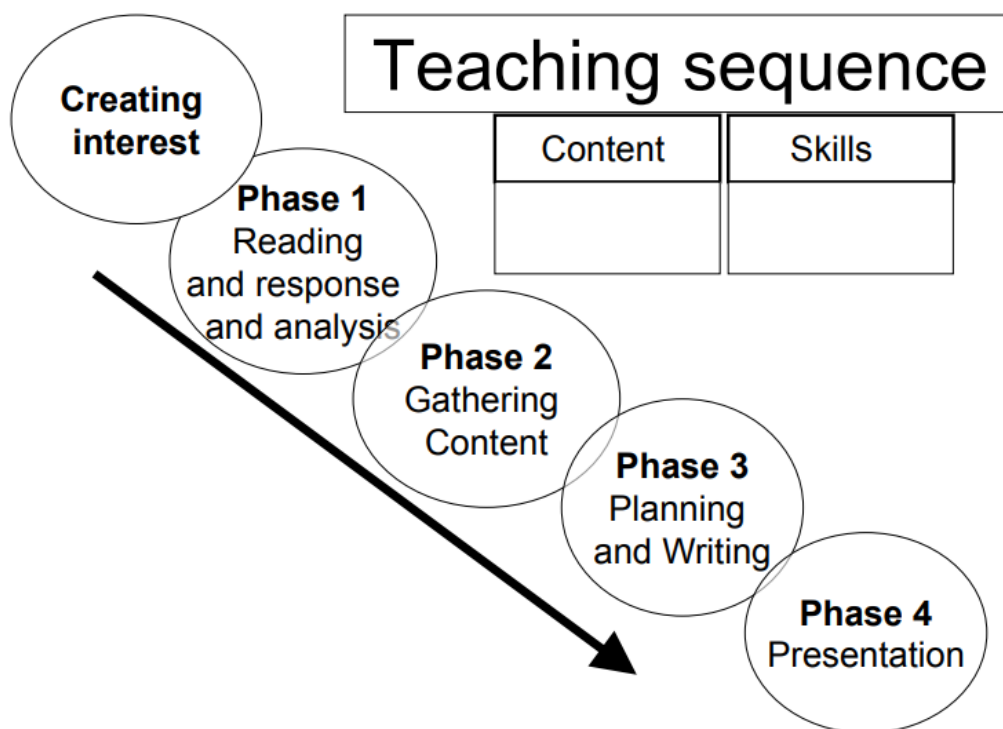 Teaching sequence
Content
Skills
Creating
interest
Phase 1
Reading
and response
and analysis
Phase 2
Gathering
Content
Phase 3
Planning
and Writing
Phase 4
Presentation